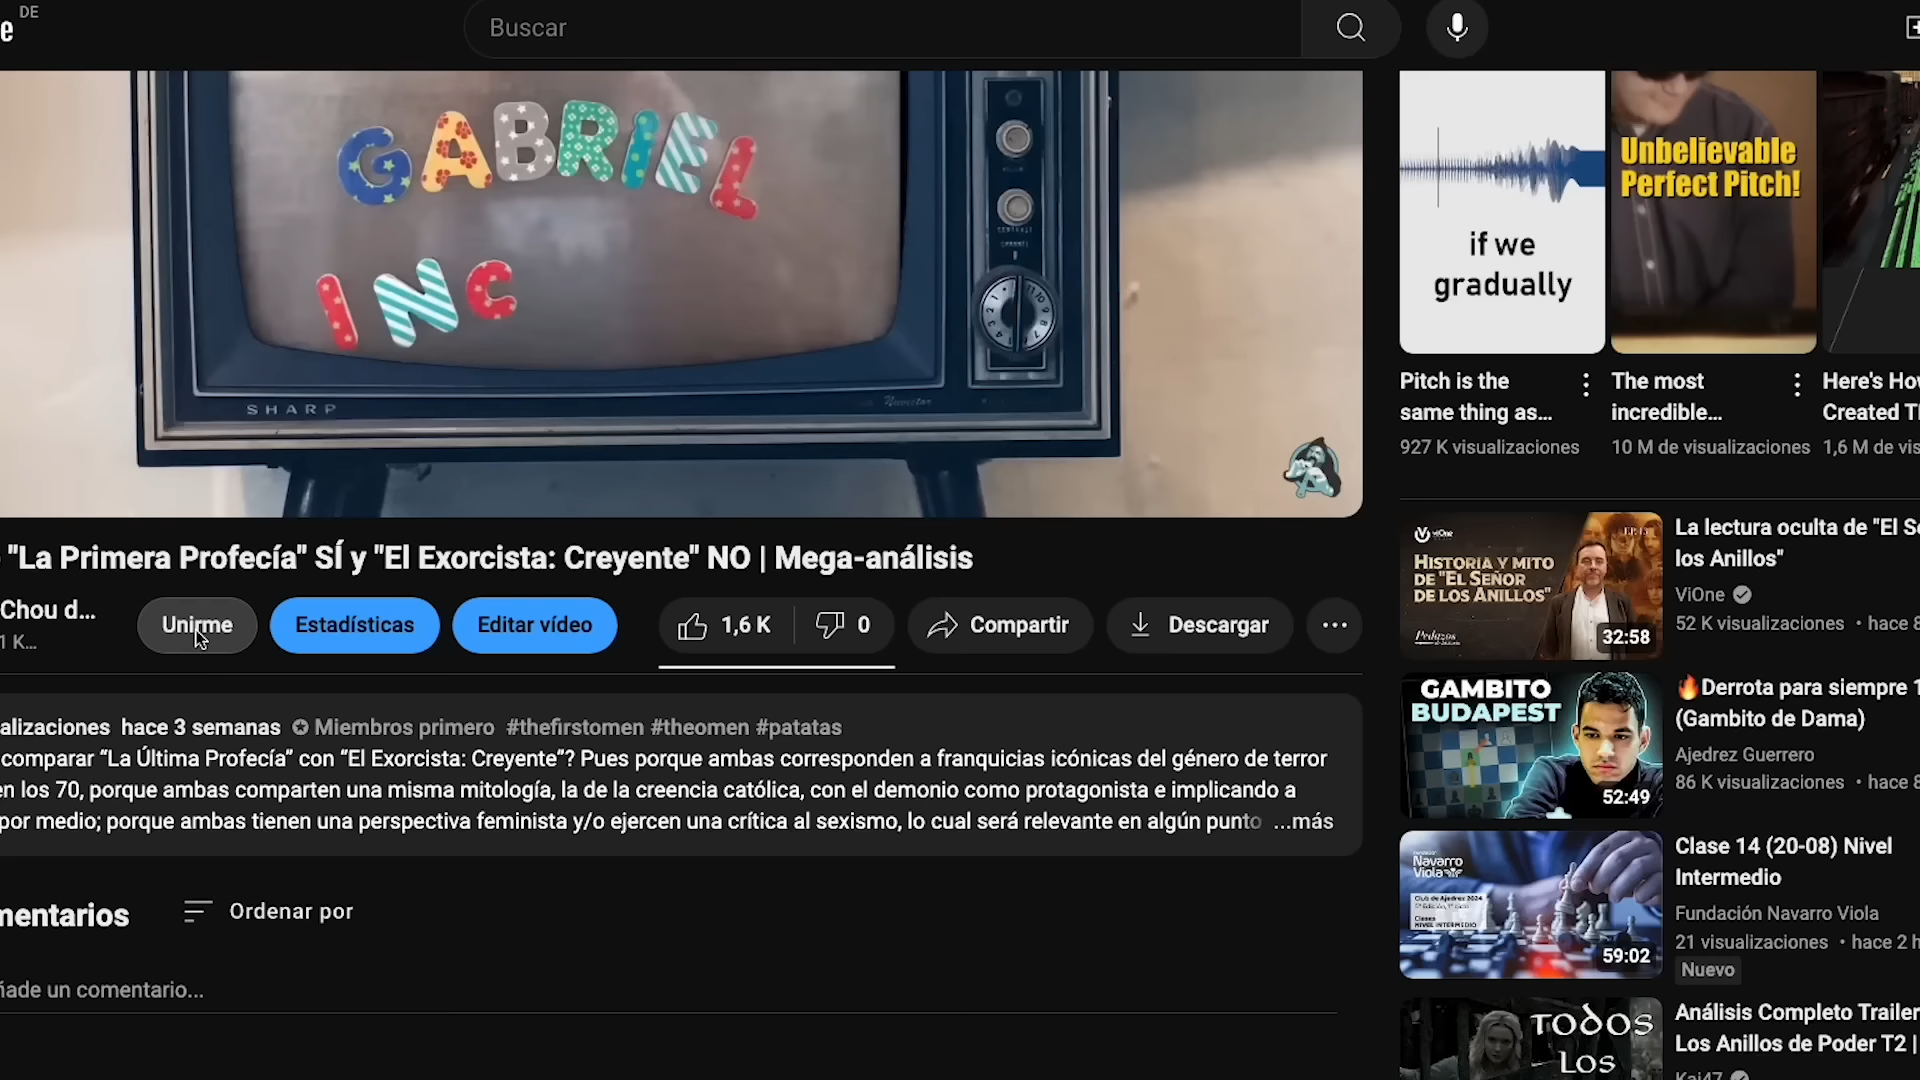 e
DE
Buscar
GABRIEL
INC
SHARP
if we
gradually
Unbelievable
Perfect Pitch!
Pitch is the
same thing as...
927 K visualizaciones
The most
incredible...
10 M de visualizaciones
Here's Ho
Created T
1,6 M de vis
"La Primera Profecía" SÍ y "El Exorcista: Creyente" NO | Mega-análisis
Chou d...
1 K...
Unirme
Estadísticas
Editar vídeo
1,6 K
0
Compartir
Descargar
alizaciones hace 3 semanas Miembros primero #thefirstomen #theomen #patatas
comparar “La Última Profecía” con “El Exorcista: Creyente”? Pues porque ambas corresponden a franquicias icónicas del género de terror
en los 70, porque ambas comparten una misma mitología, la de la creencia católica, con el demonio como protagonista e implicando a
por medio; porque ambas tienen una perspectiva feminista y/o ejercen una crítica al sexismo, lo cual será relevante en algún punto ...más
mentarios
Ordenar por
ñade un comentario...
viOne
HISTORIA Y MITO
DE "EL SEÑOR
DE LOS ANILLOS"
32:58
La lectura oculta de "El S
los Anillos"
ViOne
52 K visualizaciones • hace 8
GAMBITO
BUDAPEST
52:49
Derrota para siempre 1
(Gambito de Dama)
Ajedrez Guerrero
86 K visualizaciones • hace 8
Navarro
Viola
Club de Ajedrez 2024
Clases
NIVEL INTERMEDIO
59:02
Clase 14 (20-08) Nivel
Intermedio
Fundación Navarro Viola
21 visualizaciones • hace 2 h
Nuevo
TODOS
LOS
Análisis Completo Trailer
Los Anillos de Poder T2 |
Kai47